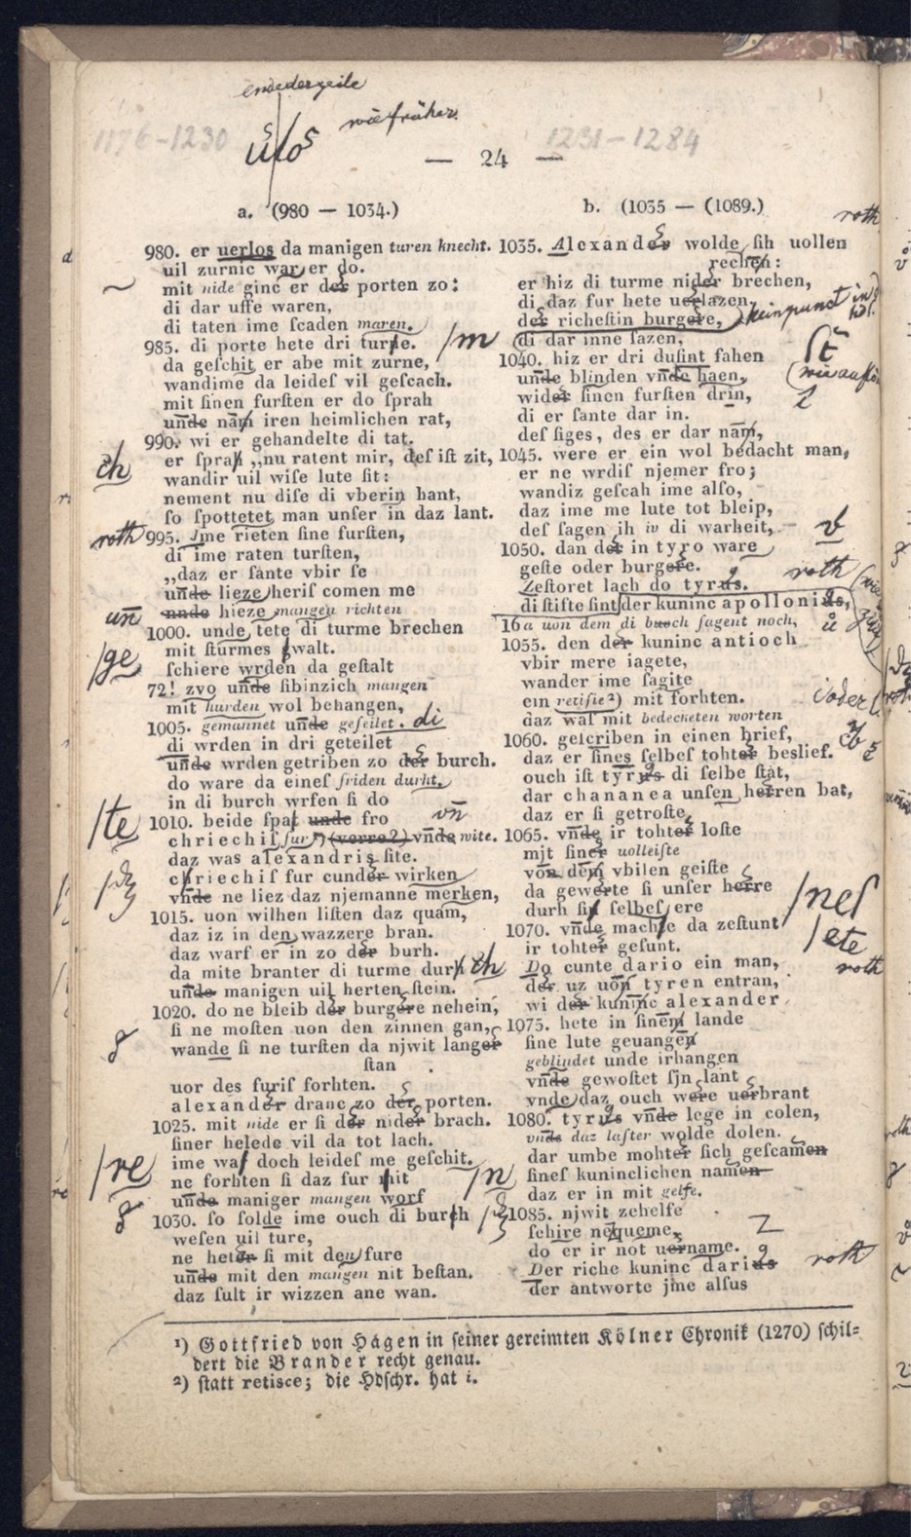 endederzeile
wie früher
1176-1230
1231-1284
— 24 —
a. (980 — 1034.)
980. er uerlos da manigen turen knecht.
uil zurnic war er do.
mit nide ginc er der porten zo:
di dar uffe waren,
di taten ime ſcaden maren.
985. di porte hete dri turne.
/m
da geſchit er abe mit zurne,
wandime da leideſ vil geſcach.
mit ſinen furſten er do ſprah
unde nam iren heimlichen rat,
990. wi er gehandelte di tat.
er ſprah „nu ratent mir, deſ iſt zit,
ch
wandir uil wiſe lute ſit:
nement nu diſe di vberin hant,
ſo ſpottetet man unſer in daz lant.
roth
995. Jme rieten ſine furſten,
di ime raten turſten,
„daz er ſante vbir ſe
unde lieze heriſ comen me
un̄
unde hieze mangen richten
1000. unde tete di turme brechen
mit ſturmes gwalt.
/ge
ſchiere wrden da geſtalt
72! zvo unde ſibinzich mangen
mit hurden wol behangen,
1005. gemannet unde geſeilet. di
di wrden in dri geteilet
unde wrden getriben zo der burch.
do ware da eineſ friden durht.
in di burch wrfen ſi do
1010. beide ſpat unde fro
vn̄
/te
chriechiſ fur ¹) (vorre?) vnde wite.
daz was alexandris ſite.
chriechiſ fur cunder wirken
vnde ne liez daz njemanne merken,
1015. uon wilhen liſten daz quam,
daz iz in den wazzere bran.
daz warf er in zo der burh.
da mite branter di turme durh
ch
unde manigen uil herten ſtein.
1020. do ne bleib der burgere nehein,
ſi ne moſten uon den zinnen gan,
wande ſi ne turſten da njwit langer
ſtan
uor des furiſ forhten.
alexander dranc zo der porten.
1025. mit nide er ſi der nider brach.
ſiner helede vil da tot lach.
ime waſ doch leideſ me geſchit.
/re
ne forhten ſi daz fur nit
/n
unde maniger mangen worf
1030. ſo ſolde ime ouch di burch
weſen uil ture,
ne heter ſi mit den fure
unde mit den mangen nit beſtan.
daz ſult ir wizzen ane wan.
b. (1035 — (1089.)
roth
1035. Alexander wolde ſih uollen
rechen:
er hiz di turme nider brechen,
di daz fur hete uerlazen,
der richeſtin burgere,
kein punct
di dar inne ſazen,
1040. hiz er dri duſint fahen
unde blinden vnde haen,
wider ſinen furſten drin,
di er ſante dar in.
deſ ſiges, des er dar nam,
1045. were er ein wol bedacht man,
er ne wrdiſ njemer fro;
wandiz geſcah ime alſo,
daz ime me lute tot bleip,
deſ ſagen ih iv di warheit,
1050. dan der in tyro ware
geſte oder burgere.
roth
Zeſtoret lach do tyrus.
di ſtifte ſint der kuninc apollonius,
16a uon dem di buoch ſagent noch,
1055. den der kuninc antioch
vbir mere iagete,
wander ime ſagite
ein retiſie ²) mit forhten.
daz waſ mit bedecketen worten
1060. geſcriben in einen brief,
daz er ſines ſelbeſ tohter beslief.
ouch iſt tyrus di ſelbe ſtat,
dar chananea unſen herren bat,
daz er ſi getroſte
1065. vnde ir tohter loſte
mit ſiner uolleiſte
von dem vbilen geiſte
da gewerte ſi unſer herre
durh ſin ſelbeſ ere
/neſ
1070. vnde machte da zeſtunt
/ete
ir tohter geſunt.
roth
Do cunte dario ein man,
der uz uon tyren entran,
wi der kuninc alexander
1075. hete in ſinem lande
ſine lute geuangen
geblindet unde irhangen
vnde gewoſtet ſjn lant
vnde daz ouch were uerbrant
1080. tyrus vnde lege in colen,
vnde daz laſter wolde dolen.
dar umbe mohter ſich geſcamen
ſineſ kuninclichen namen
daz er in mit gelfe.
1085. njwit zehelfe
ſchire nequeme,
do er ir not uername.
Der riche kuninc darius
roth
der antworte jme alſus
¹) Gottfried von Hagen in ſeiner gereimten Kölner Chronik (1270) ſchil-
dert die Brander recht genau.
²) ſtatt retisce; die Hdſchr. hat i.